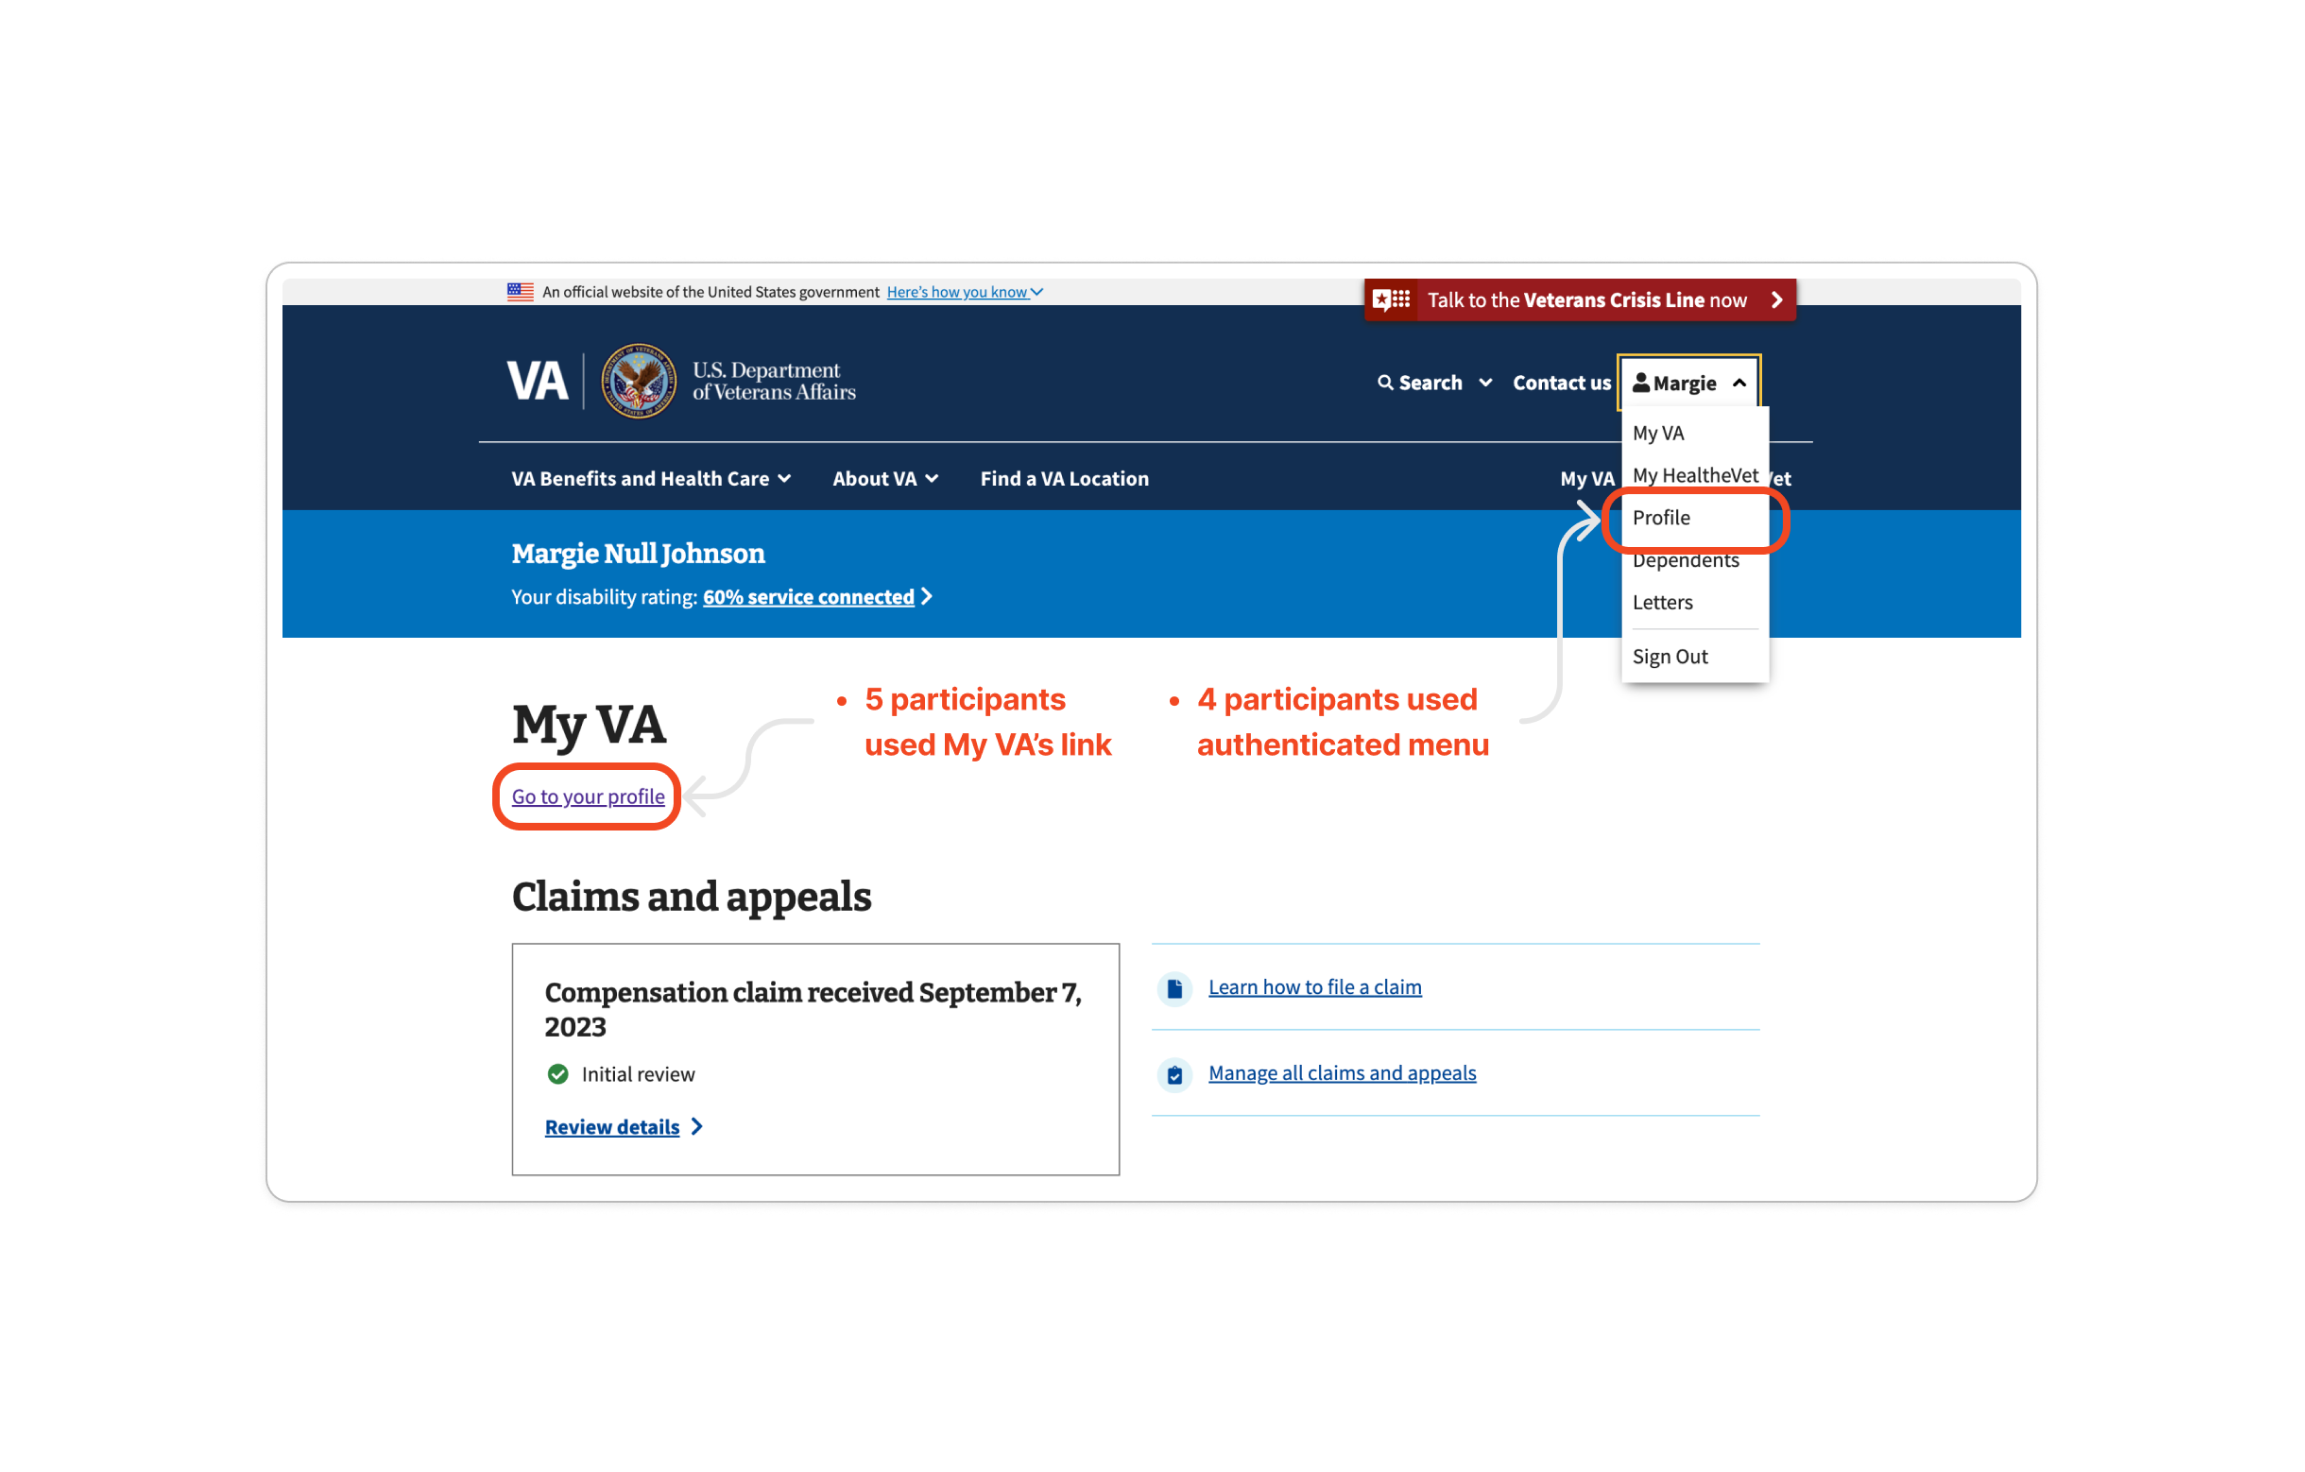 An official website of the United States government Here's how you know
Talk to the Veterans Crisis Line now
VA
U.S. Department
of Veterans Affairs
Search
Contact us
Margie
My VA
My HealtheVet
Profile
Dependents
Letters
Sign Out
VA Benefits and Health Care
About VA
Find a VA Location
My VA
Vet
Margie Null Johnson
Your disability rating: 60% service connected
My VA
Go to your profile
• 5 participants
used My VA’s link
• 4 participants used
authenticated menu
Claims and appeals
Compensation claim received September 7,
2023
Initial review
Review details
Learn how to file a claim
Manage all claims and appeals